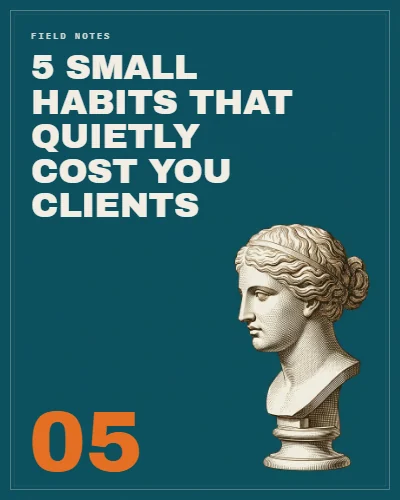 FIELD NOTES
5 SMALL
HABITS THAT
QUIETLY
COST YOU
CLIENTS
05